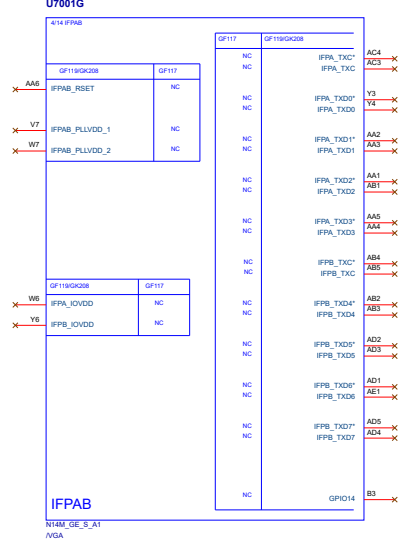 U7001G
4/14 IFPAB
GF117 GF119/GK208
NC IFPA_TXC* AC4
NC IFPA_TXC AC3
GF119/GK208 GF117
AA6 IFPAB_RSET NC
NC IFPA_TXD0* Y3
NC IFPA_TXD0 Y4
V7 IFPAB_PLLVDD_1 NC
W7 IFPAB_PLLVDD_2 NC
NC IFPA_TXD1* AA2
NC IFPA_TXD1 AA3
NC IFPA_TXD2* AA1
NC IFPA_TXD2 AB1
NC IFPA_TXD3* AA5
NC IFPA_TXD3 AA4
NC IFPB_TXC* AB4
NC IFPB_TXC AB5
GF119/GK208 GF117
W6 IFPA_IOVDD NC
Y6 IFPB_IOVDD NC
NC IFPB_TXD4* AB2
NC IFPB_TXD4 AB3
NC IFPB_TXD5* AD2
NC IFPB_TXD5 AD3
NC IFPB_TXD6* AD1
NC IFPB_TXD6 AE1
NC IFPB_TXD7* AD5
NC IFPB_TXD7 AD4
NC GPIO14 B3
IFPAB
N14M_GE_S_A1
/VGA